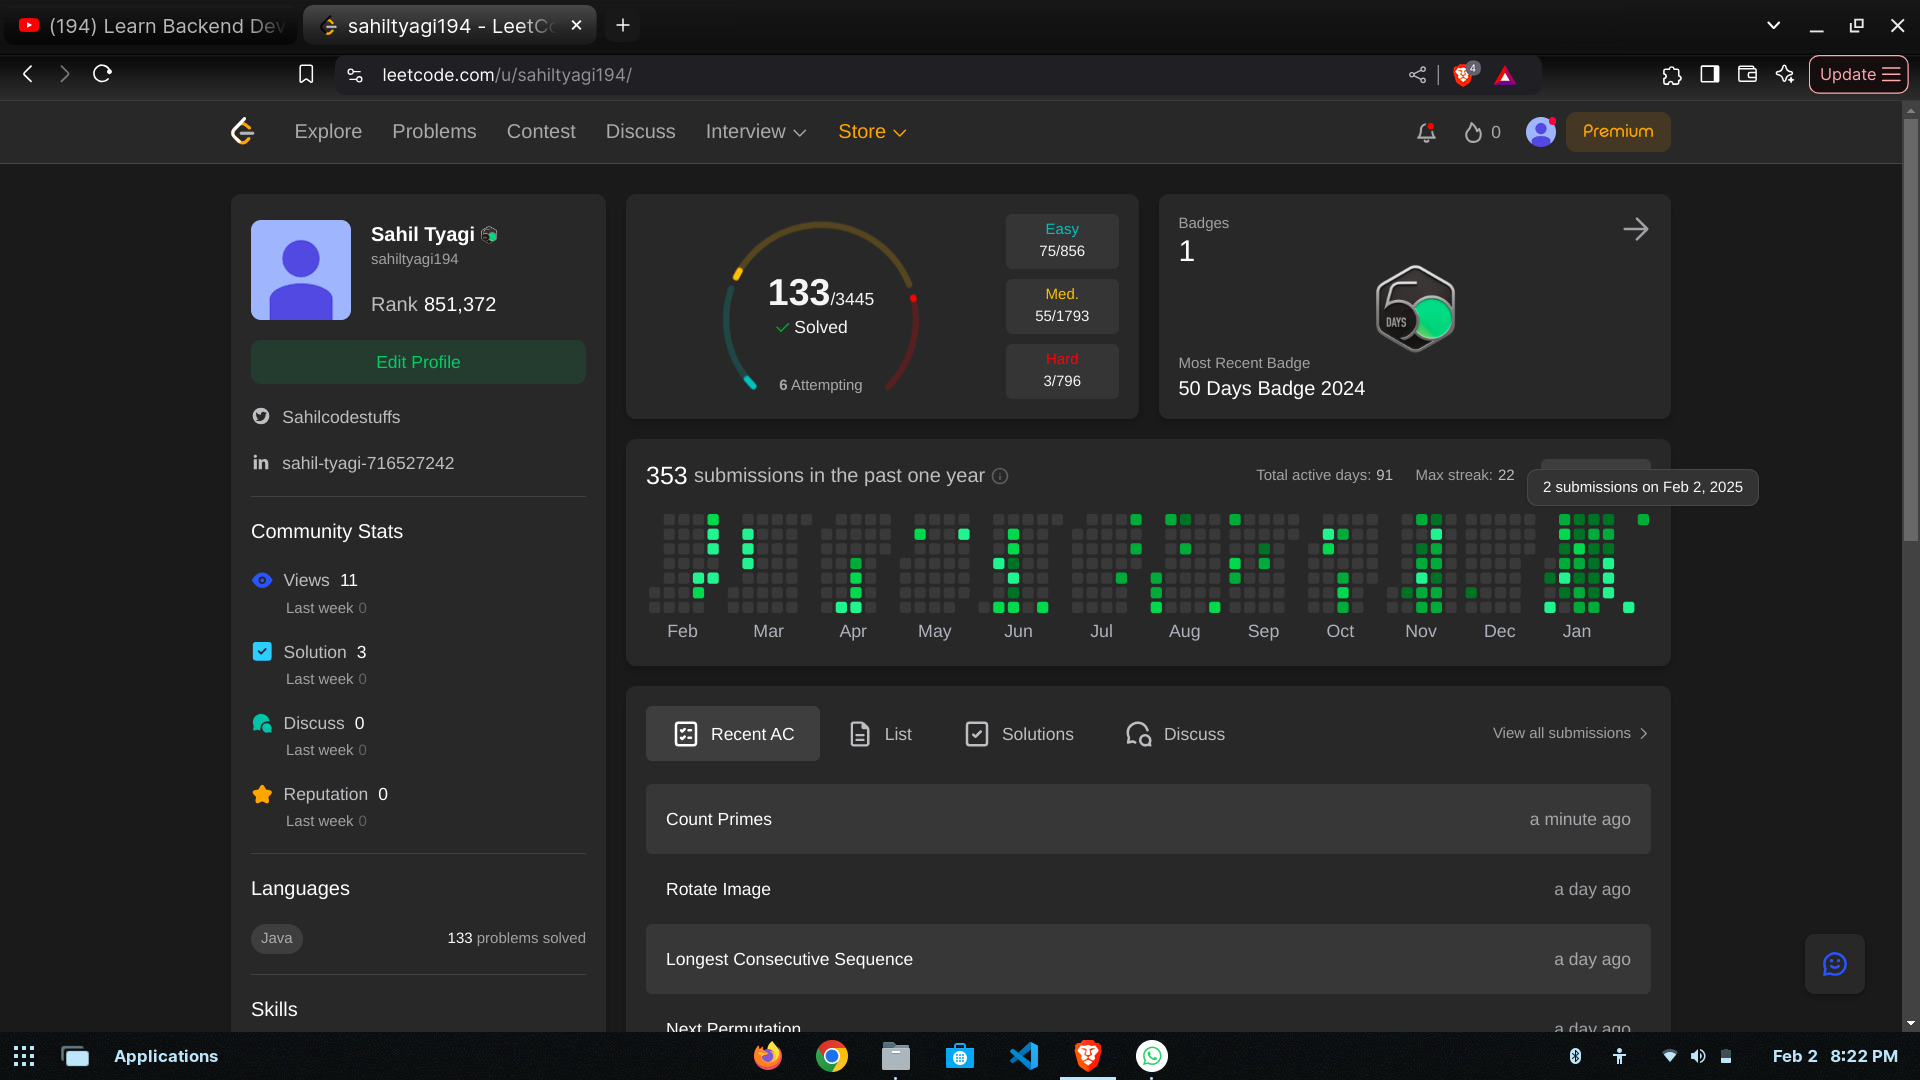 (194) Learn Backend Dev
sahiltyagi194 - LeetCo
leetcode.com/u/sahiltyagi194/
4
Update
Explore
Problems
Contest
Discuss
Interview
Store
0
Premium
Sahil Tyagi
sahiltyagi194
Rank 851,372
Edit Profile
Sahilcodestuffs
in sahil-tyagi-716527242
Community Stats
Views 11
Last week 0
Solution 3
Last week 0
Discuss 0
Last week 0
Reputation 0
Last week 0
Languages
Java
133 problems solved
Skills
133/3445
Solved
6 Attempting
Easy
75/856
Med.
55/1793
Hard
3/796
Badges
1
50
DAYS
Most Recent Badge
50 Days Badge 2024
353 submissions in the past one year
Total active days: 91
Max streak: 22
2 submissions on Feb 2, 2025
Feb Mar Apr May Jun Jul Aug Sep Oct Nov Dec Jan
Recent AC
List
Solutions
Discuss
View all submissions
Count Primes
a minute ago
Rotate Image
a day ago
Longest Consecutive Sequence
a day ago
Next Permutation
a day ago
Applications
Feb 2 8:22 PM